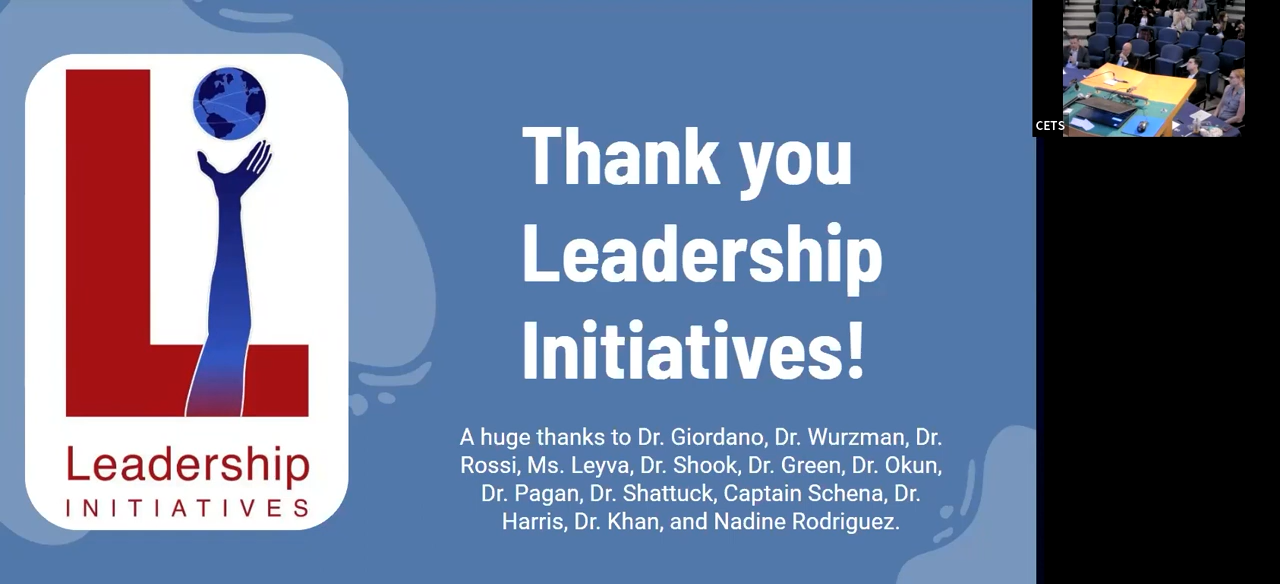 Thank you
Leadership
Initiatives!
A huge thanks to Dr. Giordano, Dr. Wurzman, Dr.
Rossi, Ms. Leyva, Dr. Shook, Dr. Green, Dr. Okun,
Dr. Pagan, Dr. Shattuck, Captain Schena, Dr.
Harris, Dr. Khan, and Nadine Rodriguez.
Leadership
INITIATIVES
CETS